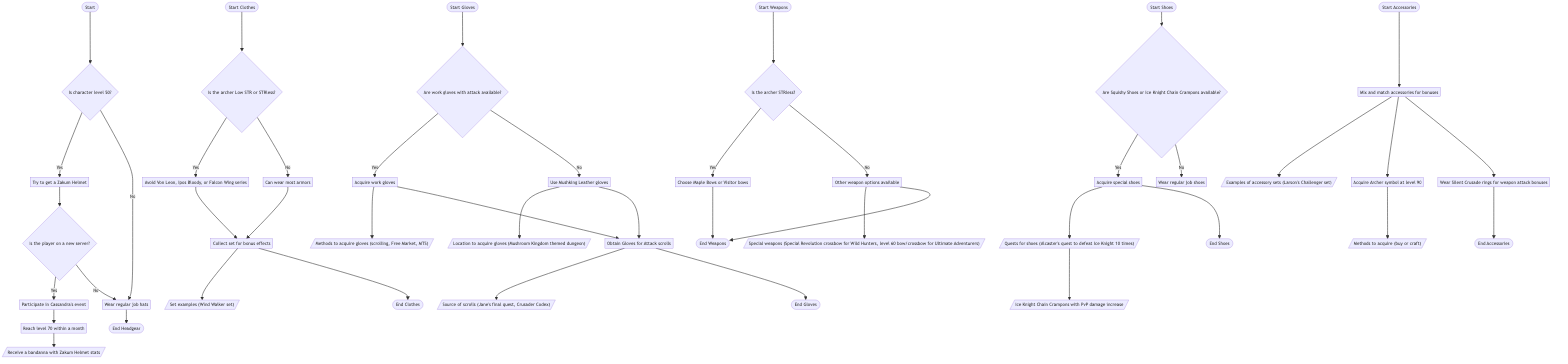 Start
Is character level 50?
Yes
No
Try to get a Zakum Helmet
Is the player on a new server?
Yes
No
Participate in Cassandra's event
Wear regular job hats
Reach level 70 within a month
End Headgear
Receive a bandanna with Zakum Helmet stats
Start Clothes
Is the archer Low STR or STRless?
Yes
No
Avoid Von Leon, Ipos Bloody, or Falcon Wing series
Can wear most armors
Collect set for bonus effects
Set examples (Wind Walker set)
End Clothes
Start Gloves
Are work gloves with attack available?
Yes
No
Acquire work gloves
Use Mushking Leather gloves
Methods to acquire gloves (scrolling, Free Market, MTS)
Location to acquire gloves (Mushroom Kingdom themed dungeon)
Obtain Gloves for Attack scrolls
Source of scrolls (Jane's final quest, Crusader Codex)
End Gloves
Start Weapons
Is the archer STRless?
Yes
No
Choose Maple Bows or Visitor bows
Other weapon options available
End Weapons
Special weapons (Special Revolution crossbow for Wild Hunters, level 60 bow/crossbow for Ultimate Adventurers)
Start Shoes
Are Squishy Shoes or Ice Knight Chain Crampons available?
Yes
No
Acquire special shoes
Wear regular job shoes
Quests for shoes (Alcaster's quest to defeat Ice Knight 10 times)
End Shoes
Ice Knight Chain Crampons with PvP damage increase
Start Accessories
Mix and match accessories for bonuses
Examples of accessory sets (Larson's Challenger set)
Acquire Archer symbol at level 90
Wear Silent Crusade rings for weapon attack bonuses
Methods to acquire (buy or craft)
End Accessories